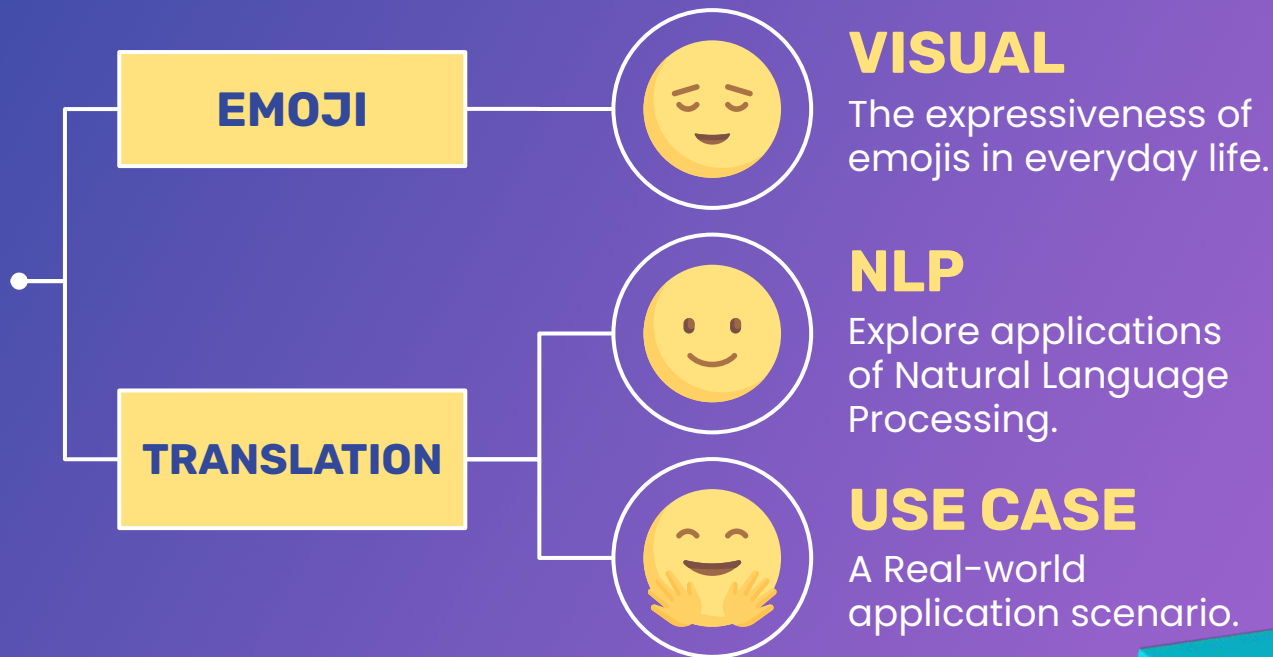 EMOJI
VISUAL
The expressiveness of
emojis in everyday life.
TRANSLATION
NLP
Explore applications
of Natural Language
Processing.
USE CASE
A Real-world
application scenario.